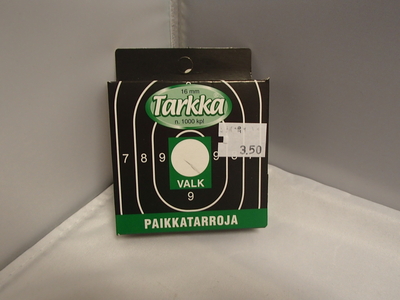 16 mm
Tarkka
n. 1000 kpl
7 8 9 9
VALK
9
PAIKKATARROJA
3.50